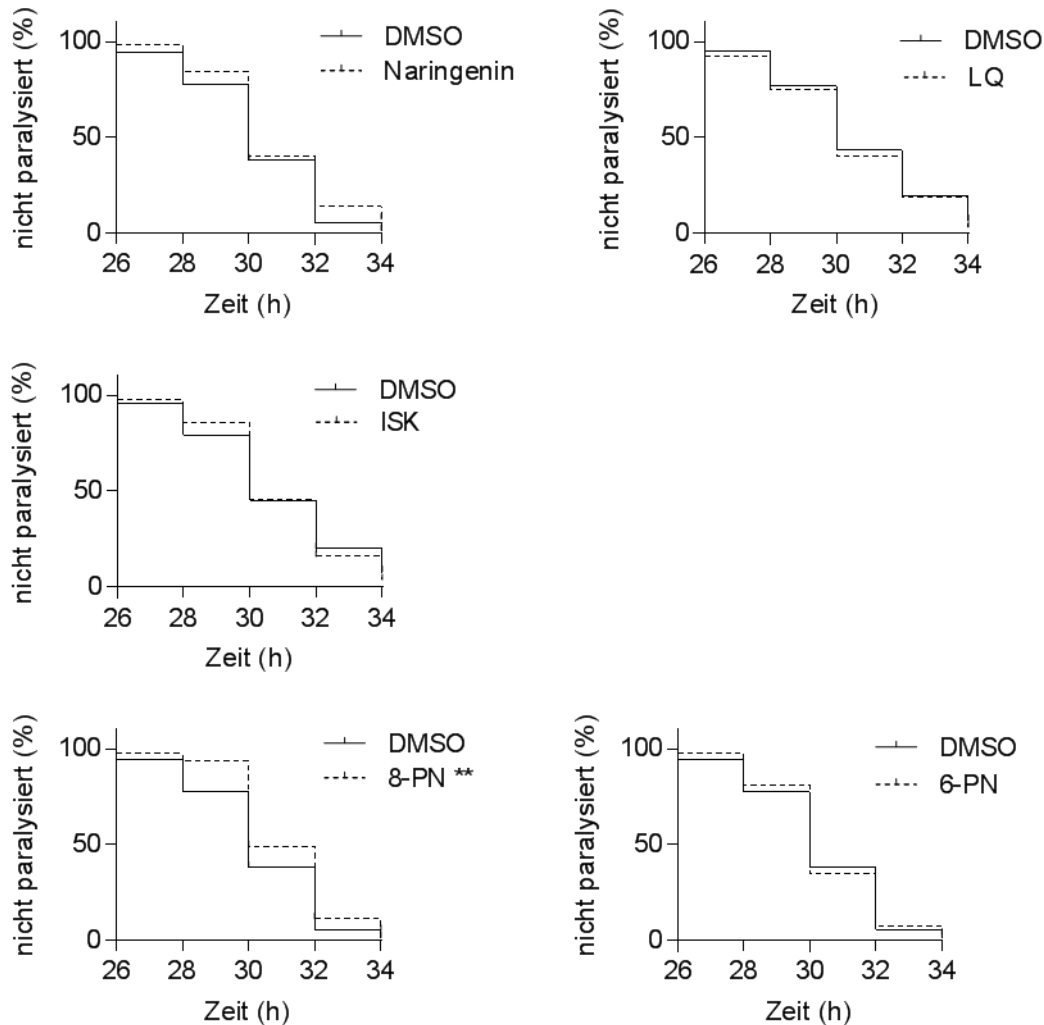 nicht paralysiert (%)
100
50
0
26 28 30 32 34
Zeit (h)
DMSO
Naringenin
nicht paralysiert (%)
100
50
0
26 28 30 32 34
Zeit (h)
DMSO
LQ
nicht paralysiert (%)
100
50
0
26 28 30 32 34
Zeit (h)
DMSO
ISK
nicht paralysiert (%)
100
50
0
26 28 30 32 34
Zeit (h)
DMSO
8-PN **
nicht paralysiert (%)
100
50
0
26 28 30 32 34
Zeit (h)
DMSO
6-PN